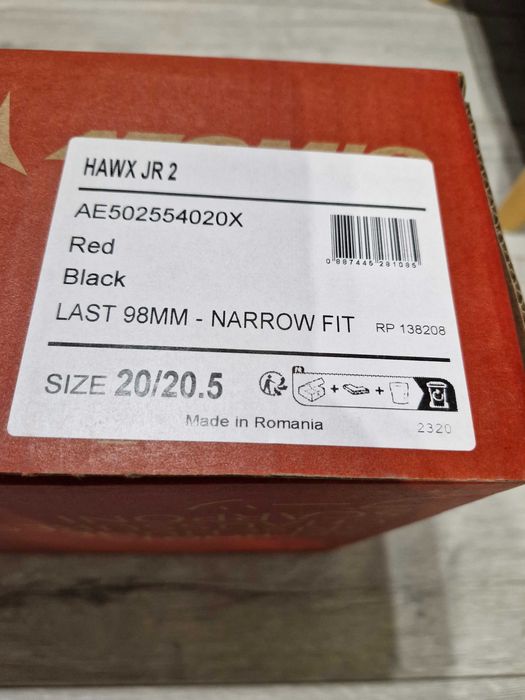 ATOMIC
HAWX JR 2
AE502554020X
Red
Black
0 887445 281085
LAST 98MM - NARROW FIT
RP 138208
SIZE 20/20.5
Made in Romania
2320